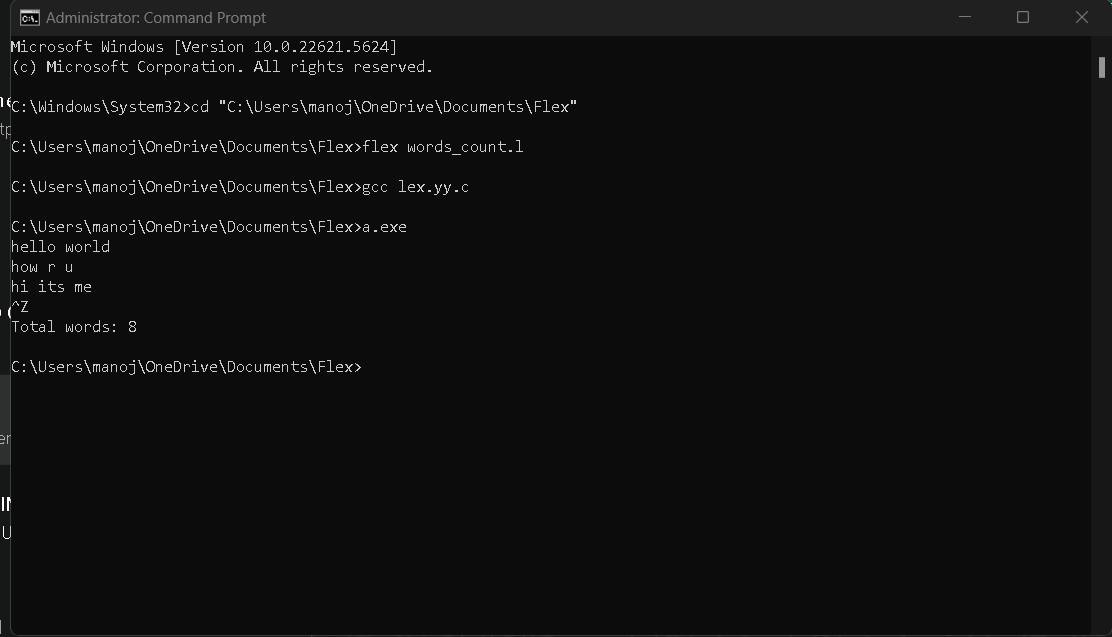 Administrator: Command Prompt
Microsoft Windows [Version 10.0.22621.5624]
(c) Microsoft Corporation. All rights reserved.
C:\Windows\System32>cd "C:\Users\manoj\OneDrive\Documents\Flex"
C:\Users\manoj\OneDrive\Documents\Flex>flex words_count.l
C:\Users\manoj\OneDrive\Documents\Flex>gcc lex.yy.c
C:\Users\manoj\OneDrive\Documents\Flex>a.exe
hello world
how r u
hi its me
^Z
Total words: 8
C:\Users\manoj\OneDrive\Documents\Flex>